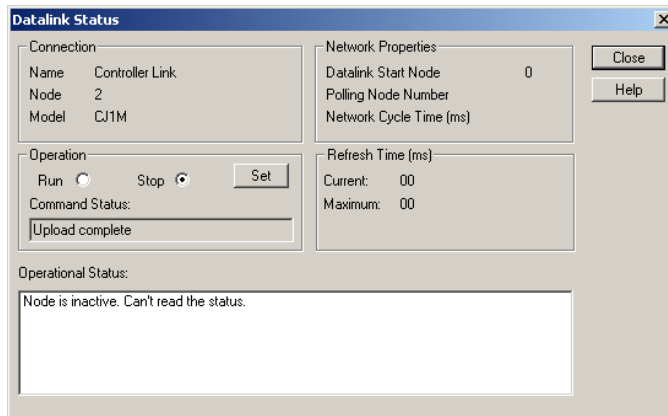 Datalink Status
Connection
Name Controller Link
Node 2
Model CJ1M
Network Properties
Datalink Start Node 0
Polling Node Number
Network Cycle Time (ms)
Close
Help
Operation
Run Stop Set
Command Status:
Upload complete
Refresh Time (ms)
Current: 00
Maximum: 00
Operational Status:
Node is inactive. Can't read the status.